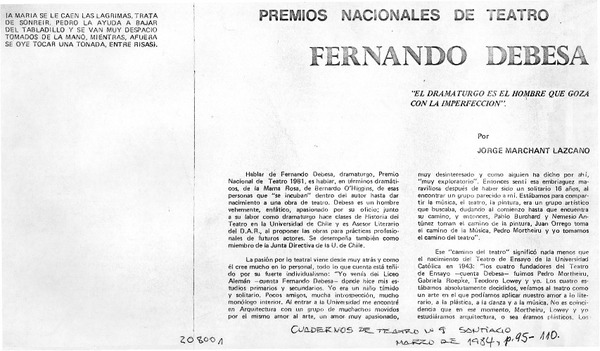 (A MARIA SE LE CAEN LAS LAGRIMAS, TRATA
DE SONREIR. PEDRO LA AYUDA A BAJAR
DEL TABLADILLO Y SE VAN MUY DESPACIO
TOMADOS DE LA MANO, MIENTRAS, AFUERA
SE OYE TOCAR UNA TONADA, ENTRE RISAS).
PREMIOS NACIONALES DE TEATRO
FERNANDO DEBESA
"EL DRAMATURGO ES EL HOMBRE QUE GOZA
CON LA IMPERFECCION".
Por
JORGE MARCHANT LAZCANO
Hablar de Fernando Debesa, dramaturgo, Premio
Nacional de Teatro 1981, es hablar, en términos dramáti-
cos, de la Mama Rosa, de Bernardo O'Higgins, de esas
personas que "se incuban" dentro del autor hasta dar
nacimiento a una obra de teatro. Debesa es un hombre
vehemente, enfático, apasionado por su oficio; junto
a su labor como dramaturgo hace clases de Historia del
Teatro en la Universidad de Chile y es Asesor Literario
del D.A.R., al proponer las obras para prácticas profesio-
nales de futuros actores. Se desempeña también como
miembro de la Junta Directiva de la U. de Chile.
La pasión por el teatro viene desde muy atrás y como
él cree mucho en lo personal, todo lo que cuenta está teñi-
do por su fuerte individualismo: "Yo venía del Liceo
Alemán —cuenta Fernando Debesa— donde hice mis es-
tudios primarios y secundarios. Yo era un niño tímido
y solitario. Pocos amigos, mucha introspección, mucho
monólogo interior. Al entrar a la Universidad me encontré
en Arquitectura con un grupo de muchachos movidos
por el mismo amor al arte, un amor muy apasionado,
muy desinteresado y como alguien ha dicho por ahí,
"muy exploratorio". Entonces sentí esa embriaguez ma-
ravillosa después de haber sido un solitario 16 años, al
encontrar un grupo parecido a mí. Estábamos para compar-
tir la música, el teatro, la pintura, era un grupo artístico
que buscaba, dudando al comienzo hasta que encuentra
su camino, y entonces, Pablo Burchard y Nemesio An-
túnez toman el camino de la pintura, Juan Orrego toma
el camino de la Música, Pedro Mortheiru y yo tomamos
el camino del teatro".
Ese "camino del teatro" significó nada menos que
el nacimiento del Teatro de Ensayo de la Universidad
Católica en 1943: "los cuatro fundadores del Teatro
de Ensayo —cuenta Debesa— fuimos Pedro Mortheiru,
Gabriela Roepke, Teodoro Lowey y yo. Los cuatro es-
tábamos absolutamente decididos, veíamos al teatro como
un arte en el que podíamos aplicar nuestro amor a lo lite-
rario, a la plástica, a la danza y a la música. No es coinci-
dencia que en ese momento, Mortheiru, Lowey y yo
estudiáramos arquitectura, o sea éramos plásticos. Los
208001
CUADERNOS DE TEATRO Nº 9 SANTIAGO
MARZO DE 1984, p. 95-110.